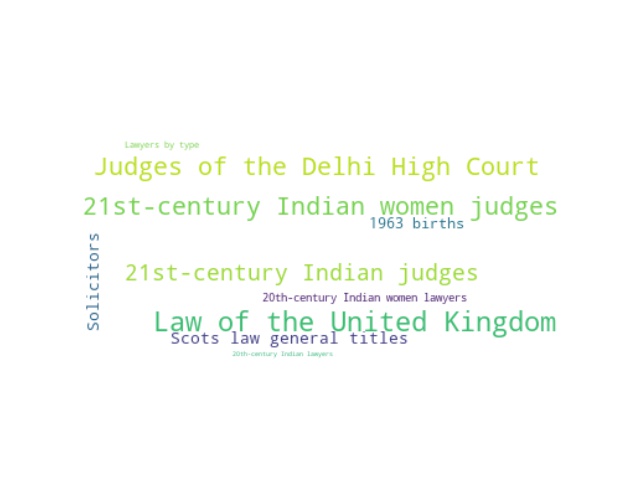 Lawyers by type
Judges of the Delhi High Court
21st-century Indian women judges
1963 births
Solicitors
21st-century Indian judges
20th-century Indian women lawyers
Law of the United Kingdom
Scots law general titles
20th-century Indian lawyers